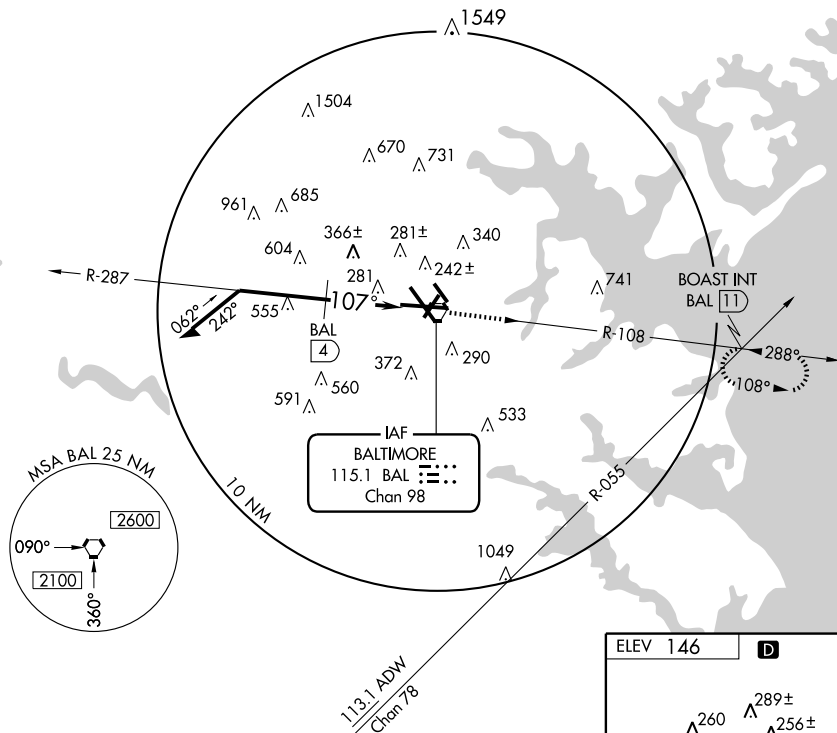 1549
1504
670
731
685
961
366±
281±
340
604
242±
281
741
BOAST INT
BAL 11
R-287
107°
555
062°
242°
BAL
4
R-108
288°
108°
290
372
560
591
533
IAF
BALTIMORE
115.1 BAL
Chan 98
R-055
10 NM
MSA BAL 25 NM
2600
090°
2100
360°
1049
113.1 ADW
Chan 78
ELEV 146
D
289±
260
256±